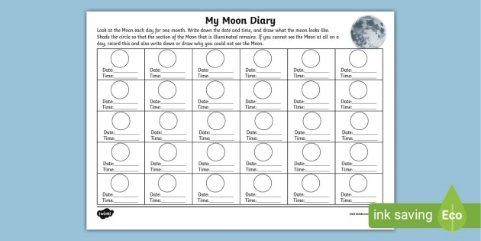 My Moon Diary
Look at the Moon each day for one month. Write down the date and time, and draw what the moon looks like.
Shade the circle so that the section of the Moon that is illuminated remains. If you cannot see the Moon at all on a
day, record this and also write down or draw why you could not see the Moon.
Date: Date: Date: Date: Date: Date:
Time: Time: Time: Time: Time: Time:
Date: Date: Date: Date: Date: Date:
Time: Time: Time: Time: Time: Time:
Date: Date: Date: Date: Date: Date:
Time: Time: Time: Time: Time: Time:
Date: Date: Date: Date: Date: Date:
Time: Time: Time: Time: Time: Time:
Date: Date: Date: Date: Date: Date:
Time: Time: Time: Time: Time: Time:
twinkl
ink saving Eco